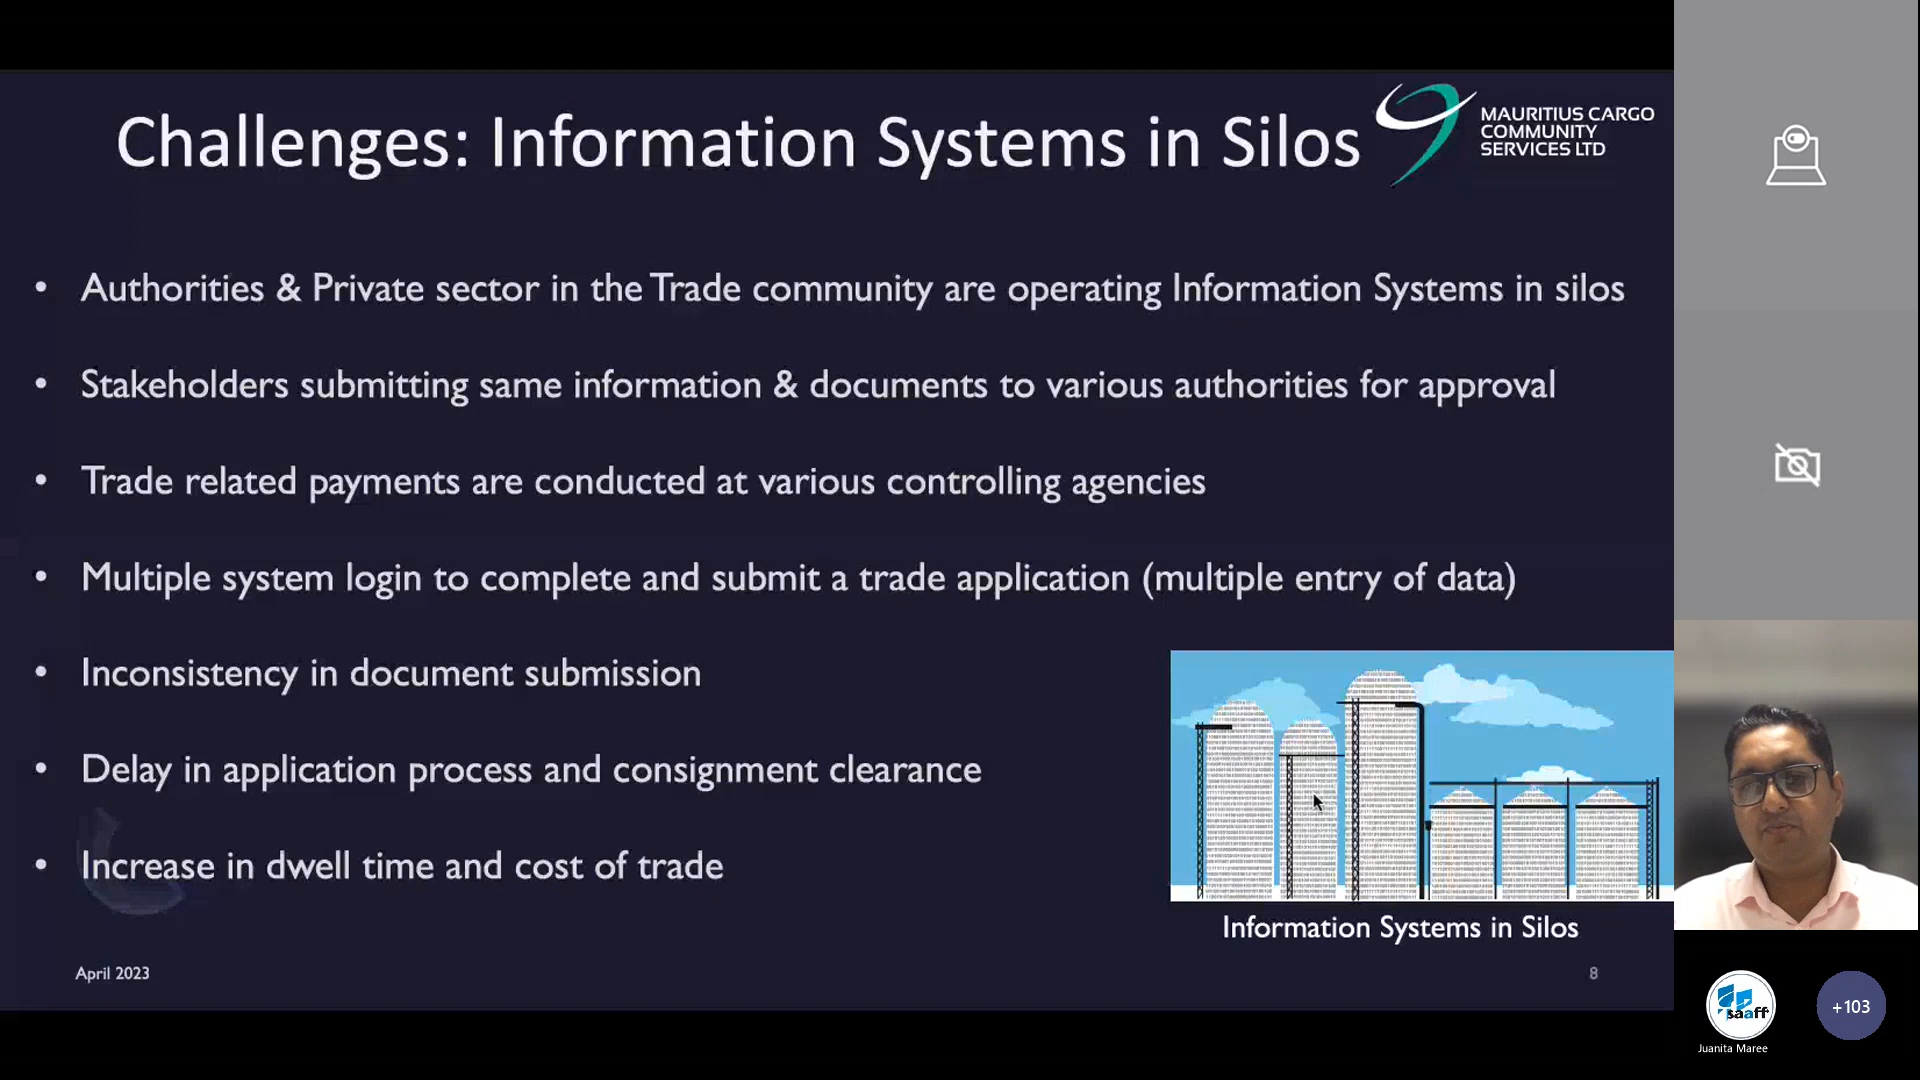 Challenges: Information Systems in Silos
MAURITIUS CARGO
COMMUNITY
SERVICES LTD
• Authorities & Private sector in the Trade community are operating Information Systems in silos
• Stakeholders submitting same information & documents to various authorities for approval
• Trade related payments are conducted at various controlling agencies
• Multiple system login to complete and submit a trade application (multiple entry of data)
• Inconsistency in document submission
• Delay in application process and consignment clearance
• Increase in dwell time and cost of trade
Information Systems in Silos
April 2023
8
saaff
+103
Juanita Maree